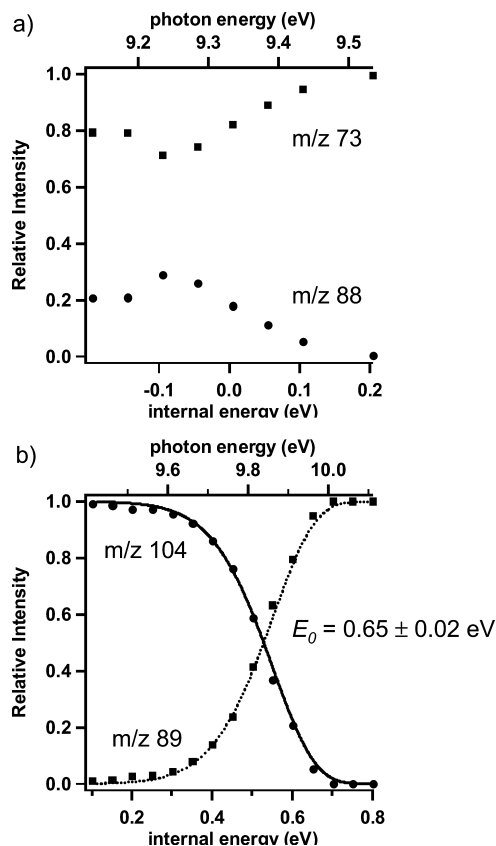 a)
photon energy (eV)
9.2 9.3 9.4 9.5
1.0
0.8
0.6
0.4
0.2
0.0
Relative Intensity
m/z 73
m/z 88
-0.1 0.0 0.1 0.2
internal energy (eV)
b)
photon energy (eV)
9.6 9.8 10.0
1.0
0.8
0.6
0.4
0.2
0.0
Relative Intensity
m/z 104
E₀ = 0.65 ± 0.02 eV
m/z 89
0.2 0.4 0.6 0.8
internal energy (eV)